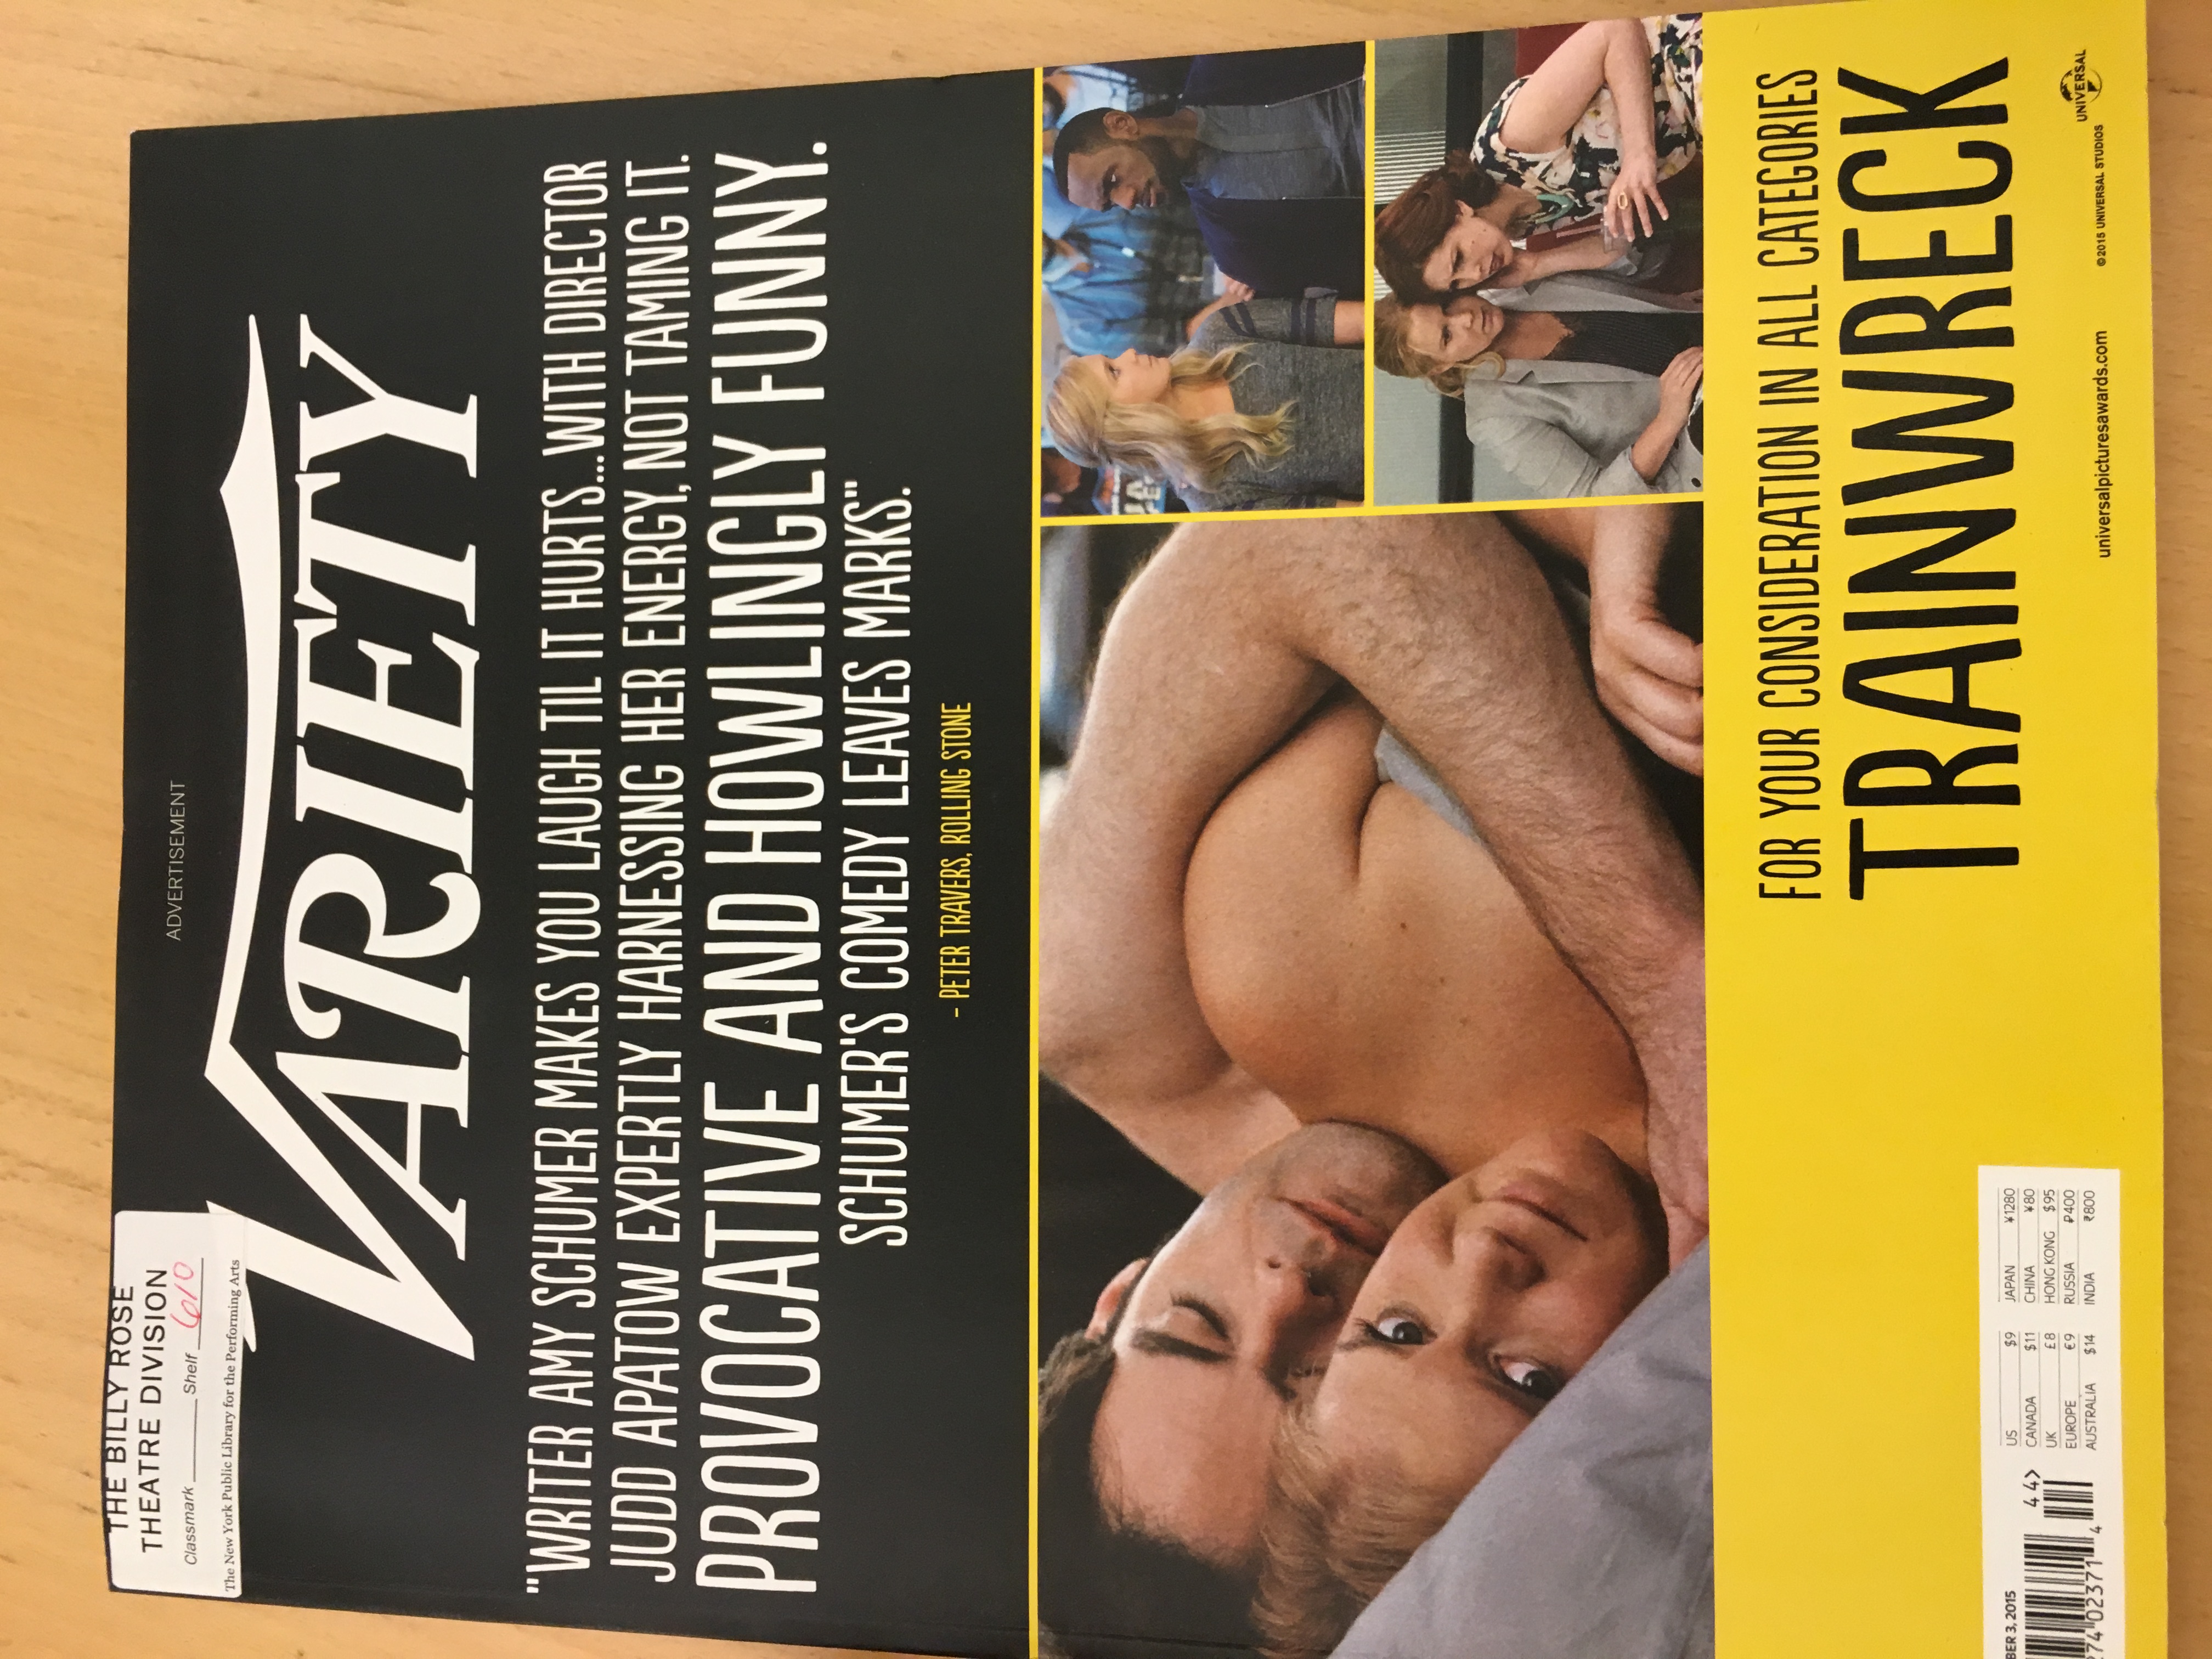 THE BILLY ROSE
THEATRE DIVISION
Classmark Shelf 610
The New York Public Library for the Performing Arts
ADVERTISEMENT
VARIETY
"WRITER AMY SCHUMER MAKES YOU LAUGH TIL IT HURTS...WITH DIRECTOR
JUDD APATOW EXPERTLY HARNESSING HER ENERGY, NOT TAMING IT.
PROVOCATIVE AND HOWLINGLY FUNNY.
SCHUMER'S COMEDY LEAVES MARKS."
- PETER TRAVERS, ROLLING STONE
FOR YOUR CONSIDERATION IN ALL CATEGORIES
TRAINWRECK
BER 3, 2015
44>
274 02371 4
US $9
CANADA $11
UK £8
EUROPE €9
AUSTRALIA $14
JAPAN ¥1280
CHINA ¥80
HONG KONG $95
RUSSIA ₽400
INDIA ₹800
universalpicturesawards.com
©2015 UNIVERSAL STUDIOS
UNIVERSAL